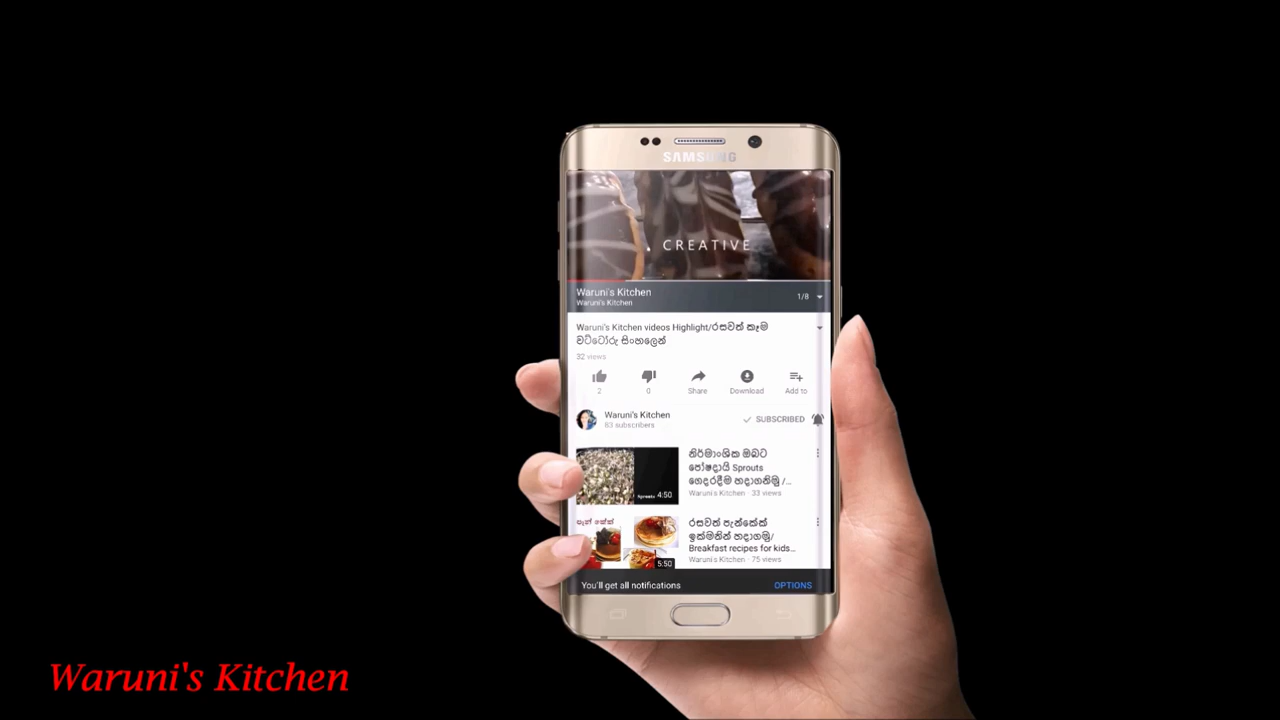 SAMSUNG
CREATIVE
Waruni's Kitchen
Waruni's Kitchen
1/8
Waruni's Kitchen videos Highlight/රසවත් කෑම
වට්ටෝරු සිංහලෙන්
32 views
2
0
Share
Download
Add to
Waruni's Kitchen
83 subscribers
SUBSCRIBED
නිර්මාංශික ඔබට
පෝෂදායි Sprouts
ගෙදරදීම හදාගනිමු /...
Waruni's Kitchen · 33 views
Sprouts
4:50
පෑන් කේක්
රසවත් පැන්කේක්
ඉක්මනින් හදාගමු/
Breakfast recipes for kids...
Waruni's Kitchen · 75 views
5:50
You'll get all notifications
OPTIONS
Waruni's Kitchen